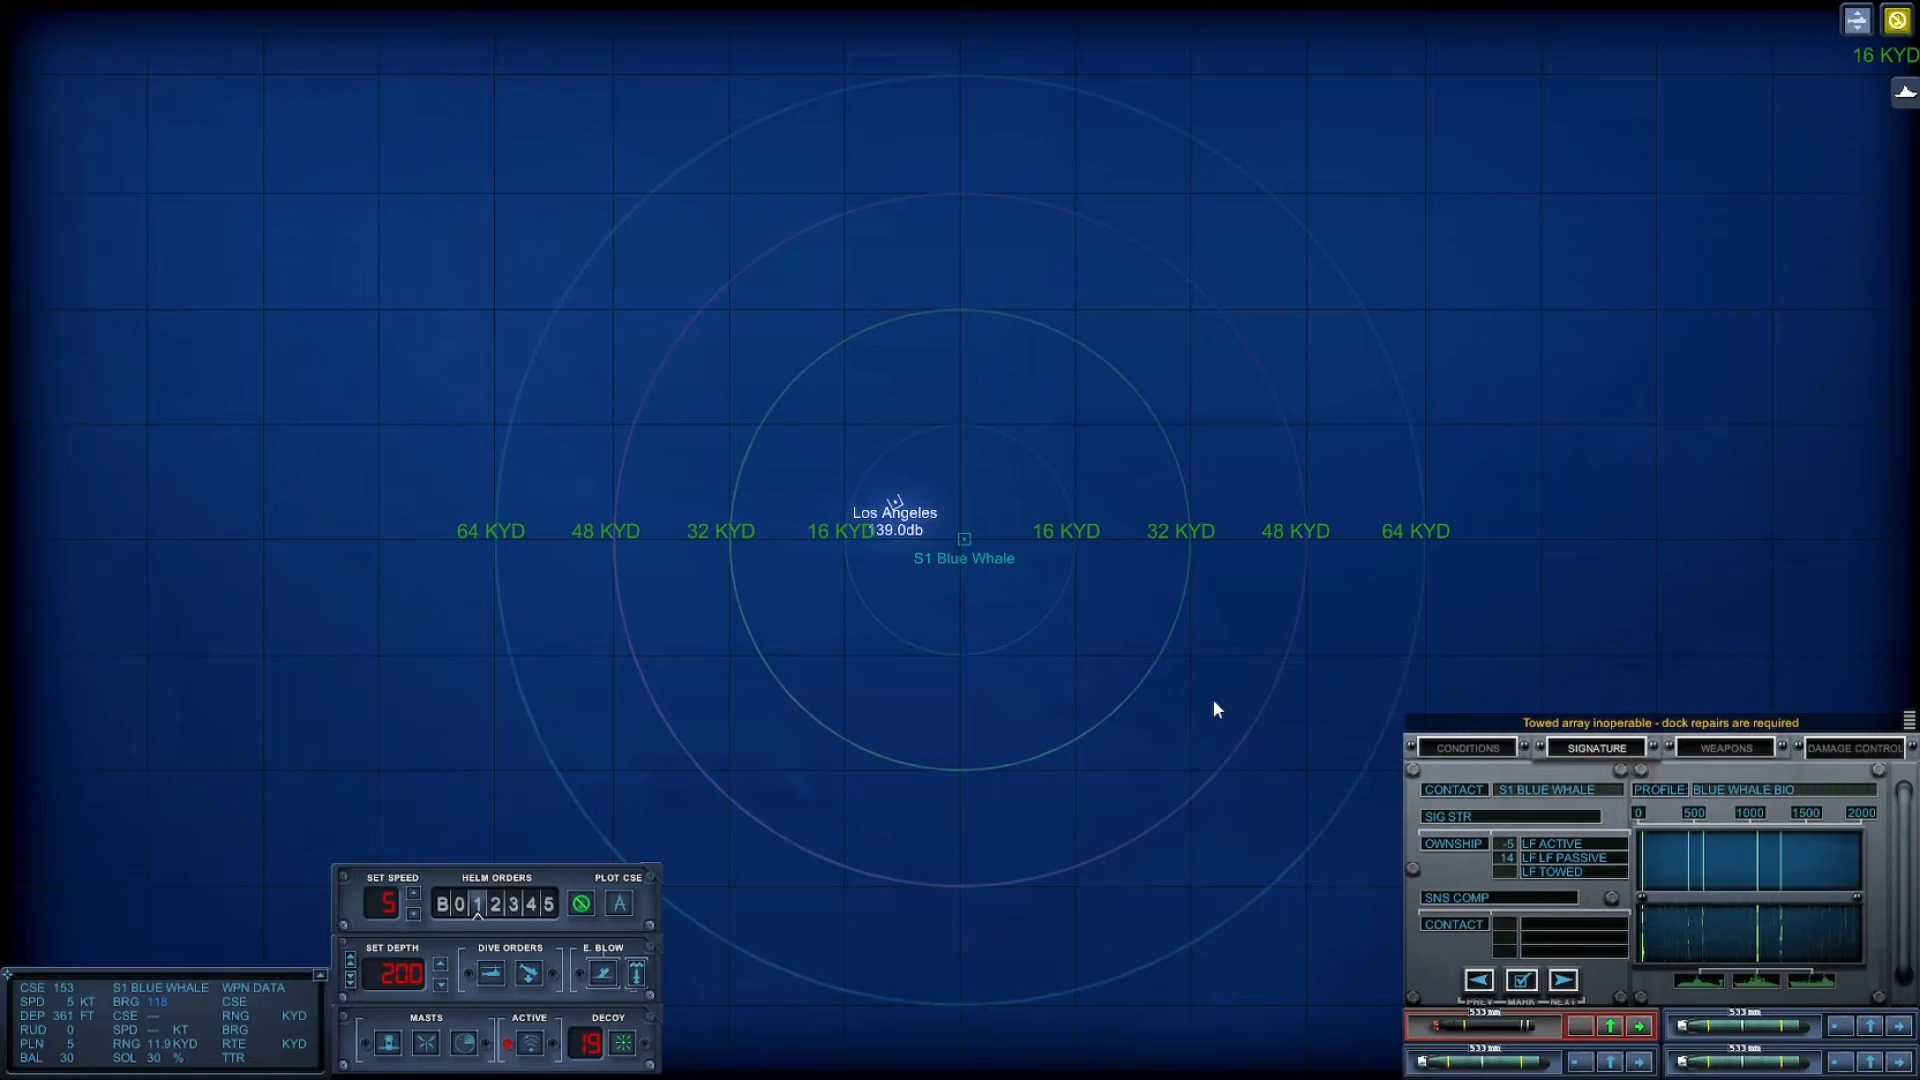 16 KYD
Los Angeles
139.0db
64 KYD 48 KYD 32 KYD 16 KYD 16 KYD 32 KYD 48 KYD 64 KYD
S1 Blue Whale
Towed array inoperable - dock repairs are required
CONDITIONS SIGNATURE WEAPONS DAMAGE CONTROL
CONTACT S1 BLUE WHALE PROFILE: BLUE WHALE BIO
0 500 1000 1500 2000
SIG STR
OWNSHIP -5 LF ACTIVE
14 LF LF PASSIVE
LF TOWED
SNS COMP
CONTACT
PREV MARK NEXT
533 mm 533 mm
533 mm 533 mm
SET SPEED HELM ORDERS PLOT CSE
5 B 0 1 2 3 4 5
SET DEPTH DIVE ORDERS E. BLOW
200
MASTS ACTIVE DECOY
19
CSE 153 S1 BLUE WHALE WPN DATA
SPD 5 KT BRG 118 CSE
DEP 361 FT CSE — RNG KYD
RUD 0 SPD — KT BRG
PLN 5 RNG 11.9 KYD RTE KYD
BAL 30 SOL 30 % TTR